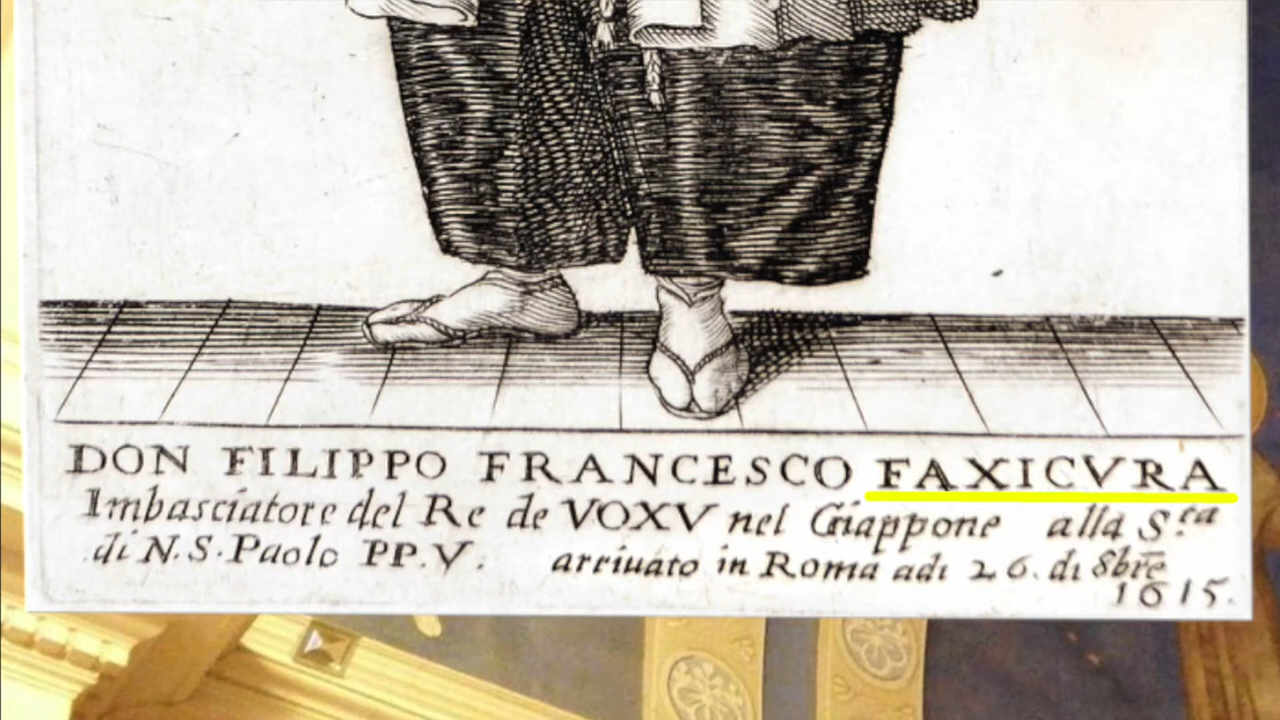 DON FILIPPO FRANCESCO FAXICVRA
Imbasciatore del Re de VOXV nel Giappone alla S.ta
di N.S. Paolo PP.V. arriuato in Roma adi 26. di 8bre
1615.